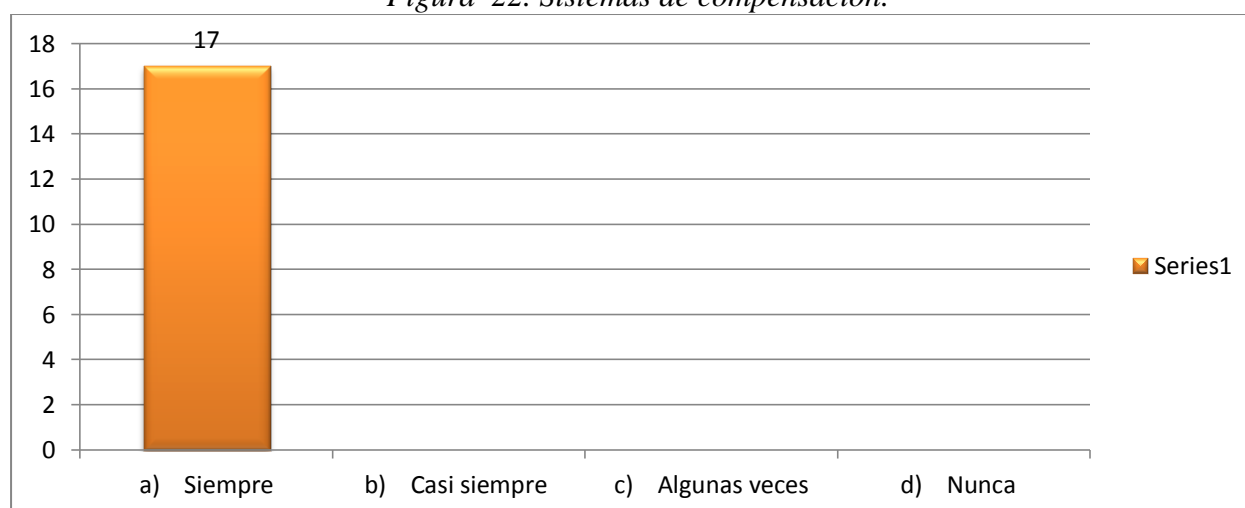 Figura 22. Sistemas de compensación.
18
17
16
14
12
10
8
6
4
2
0
Series1
a) Siempre
b) Casi siempre
c) Algunas veces
d) Nunca